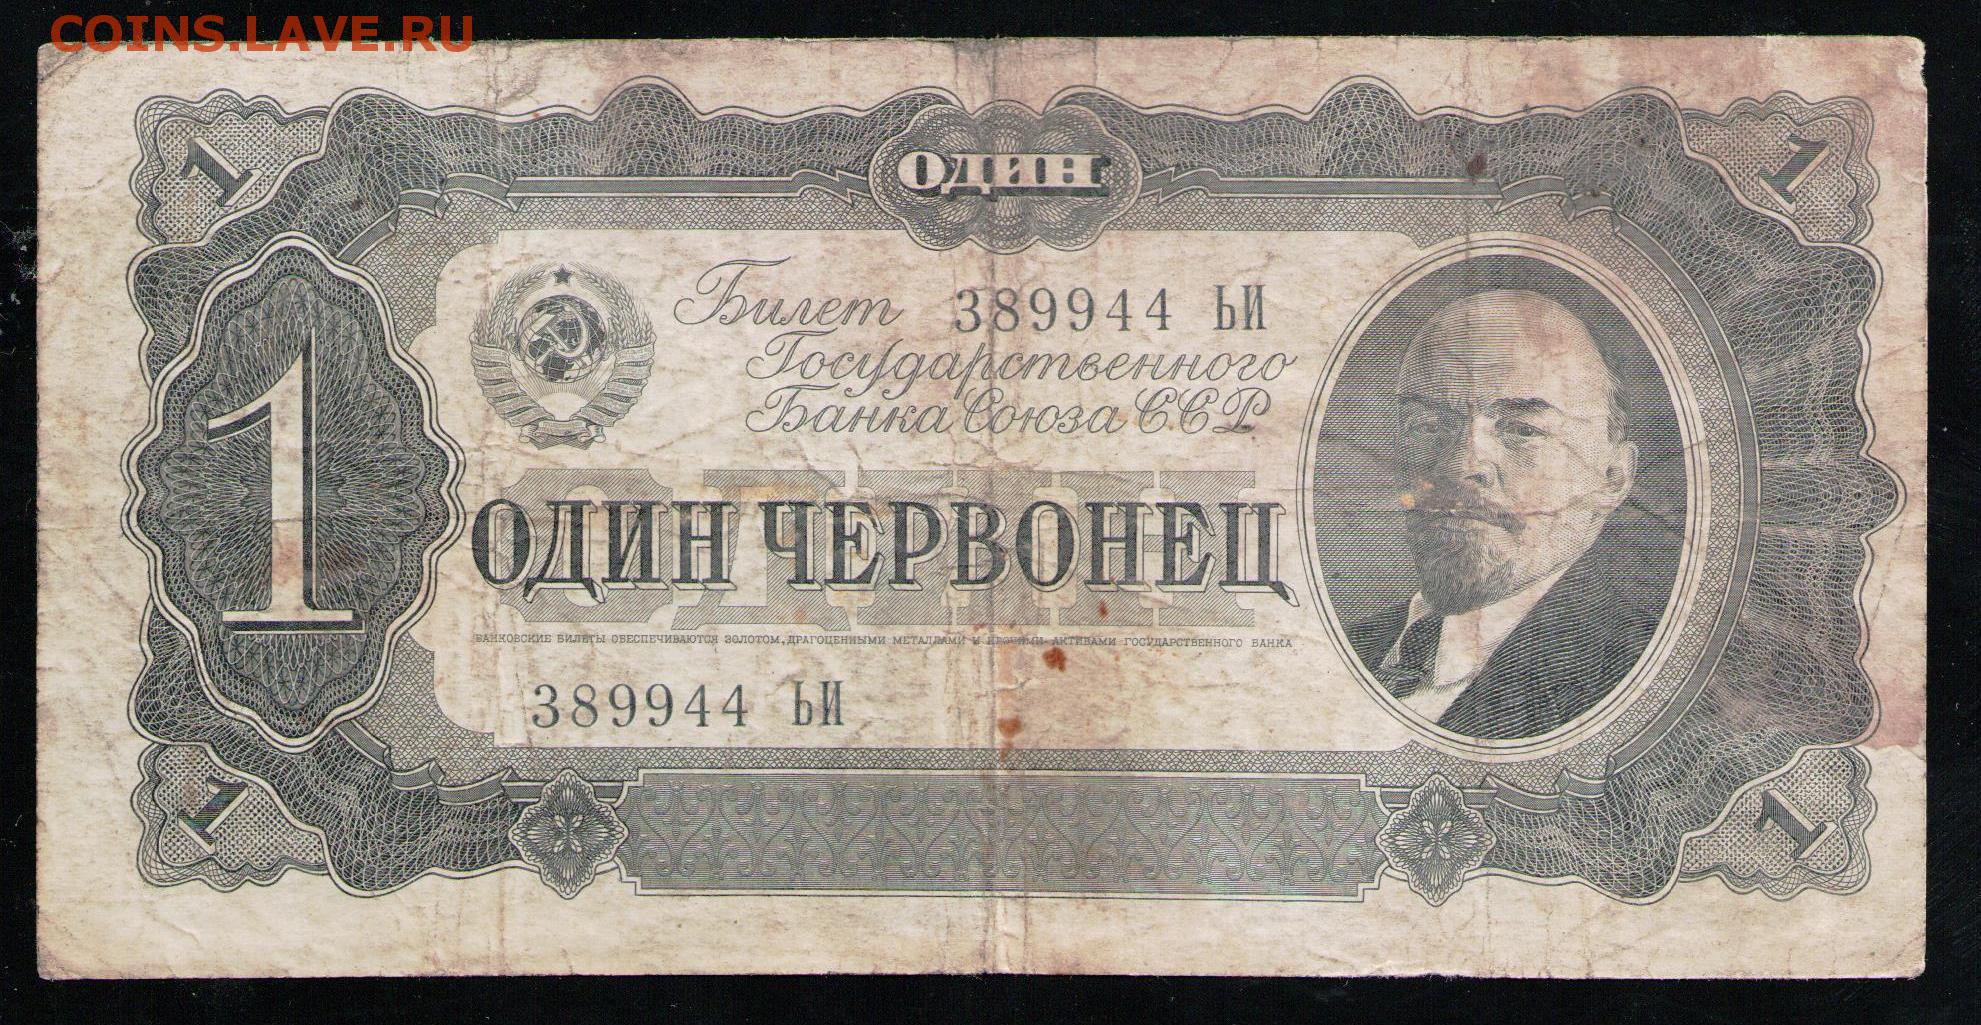 COINS.LAVE.RU
1 ОДИН 1
Билет 389944 ЬИ
Государственного
Банка Союза ССР
1
ОДИН
ОДИН ЧЕРВОНЕЦ
БАНКОВСКИЕ БИЛЕТЫ ОБЕСПЕЧИВАЮТСЯ ЗОЛОТОМ, ДРАГОЦЕННЫМИ МЕТАЛЛАМИ И ПРОЧИМИ АКТИВАМИ ГОСУДАРСТВЕННОГО БАНКА
389944 ЬИ
1 1